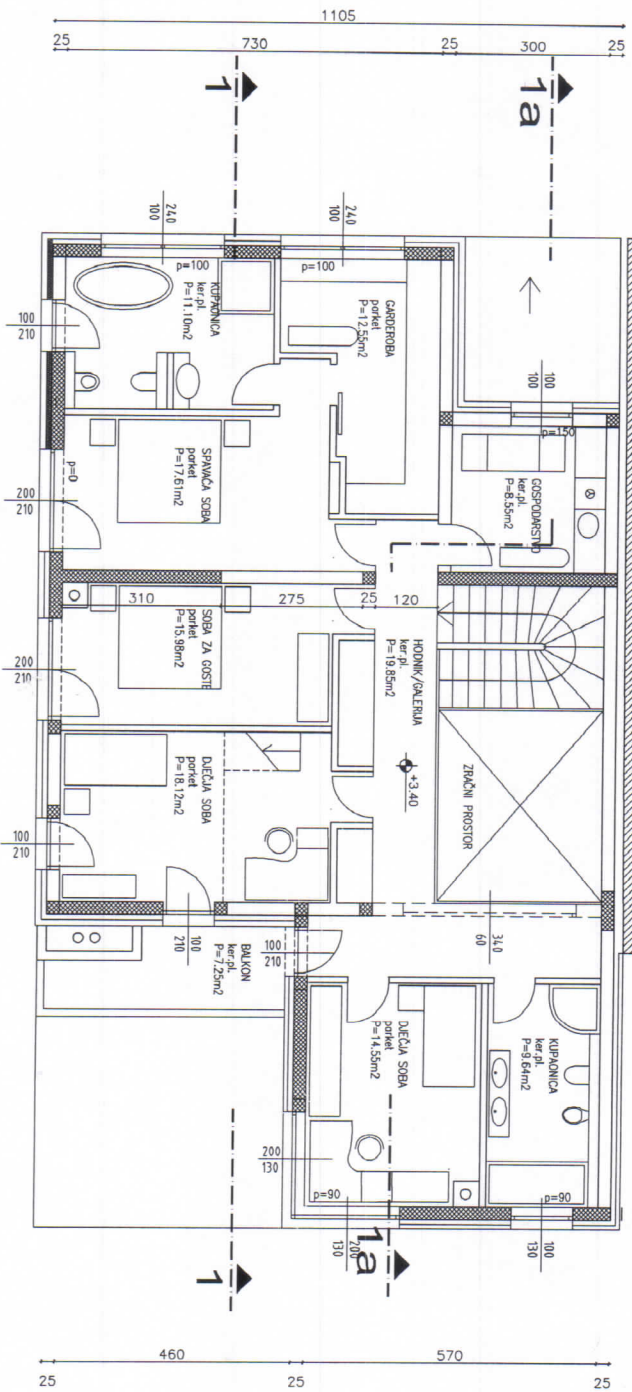 1105
25
730
25
300
25
1
1a
240
100
240
100
100
100
p=100
p=100
p=150
KUPAONICA
ker.pl.
P=11.10m2
GARDEROBA
parket
P=12.55m2
GOSPODARSTVO
ker.pl.
P=8.55m2
100
210
SPAVAĆA SOBA
parket
P=17.61m2
p=0
200
210
310
275
25
120
SOBA ZA GOSTE
parket
P=15.98m2
HODNIK/GALERIJA
ker.pl.
P=19.85m2
200
210
+3.40
ZRAČNI PROSTOR
DJEČJA SOBA
parket
P=18.12m2
100
210
100
210
BALKON
ker.pl.
P=7.25m2
100
210
340
60
DJEČJA SOBA
parket
P=14.55m2
KUPAONICA
ker.pl.
P=9.64m2
200
130
p=90
p=90
200
130
100
130
1
1a
460
570
25
25
25